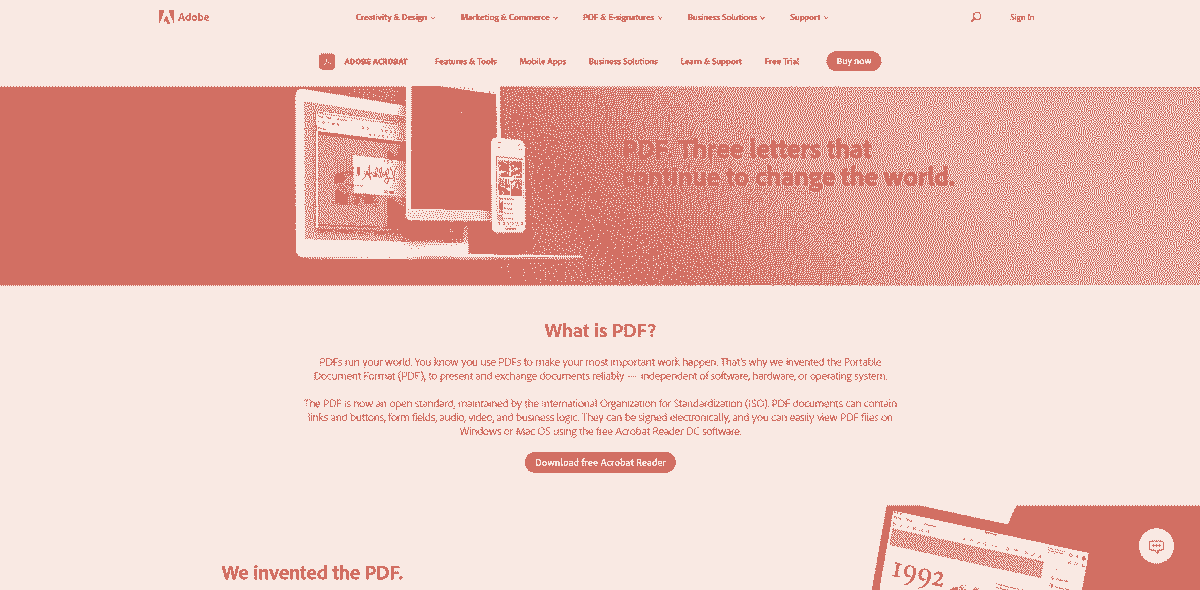 Adobe
Creativity & Design
Marketing & Commerce
PDF & E-signatures
Business Solutions
Support
Sign In
ADOBE ACROBAT
Features & Tools
Mobile Apps
Business Solutions
Learn & Support
Free Trial
Buy now
PDF. Three letters that
continue to change the world.
What is PDF?
PDFs run your world. You know you use PDFs to make your most important work happen. That's why we invented the Portable
Document Format (PDF), to present and exchange documents reliably — independent of software, hardware, or operating system.
The PDF is now an open standard, maintained by the International Organization for Standardization (ISO). PDF documents can contain
links and buttons, form fields, audio, video, and business logic. They can be signed electronically, and you can easily view PDF files on
Windows or Mac OS using the free Acrobat Reader DC software.
Download free Acrobat Reader
We invented the PDF.
1992